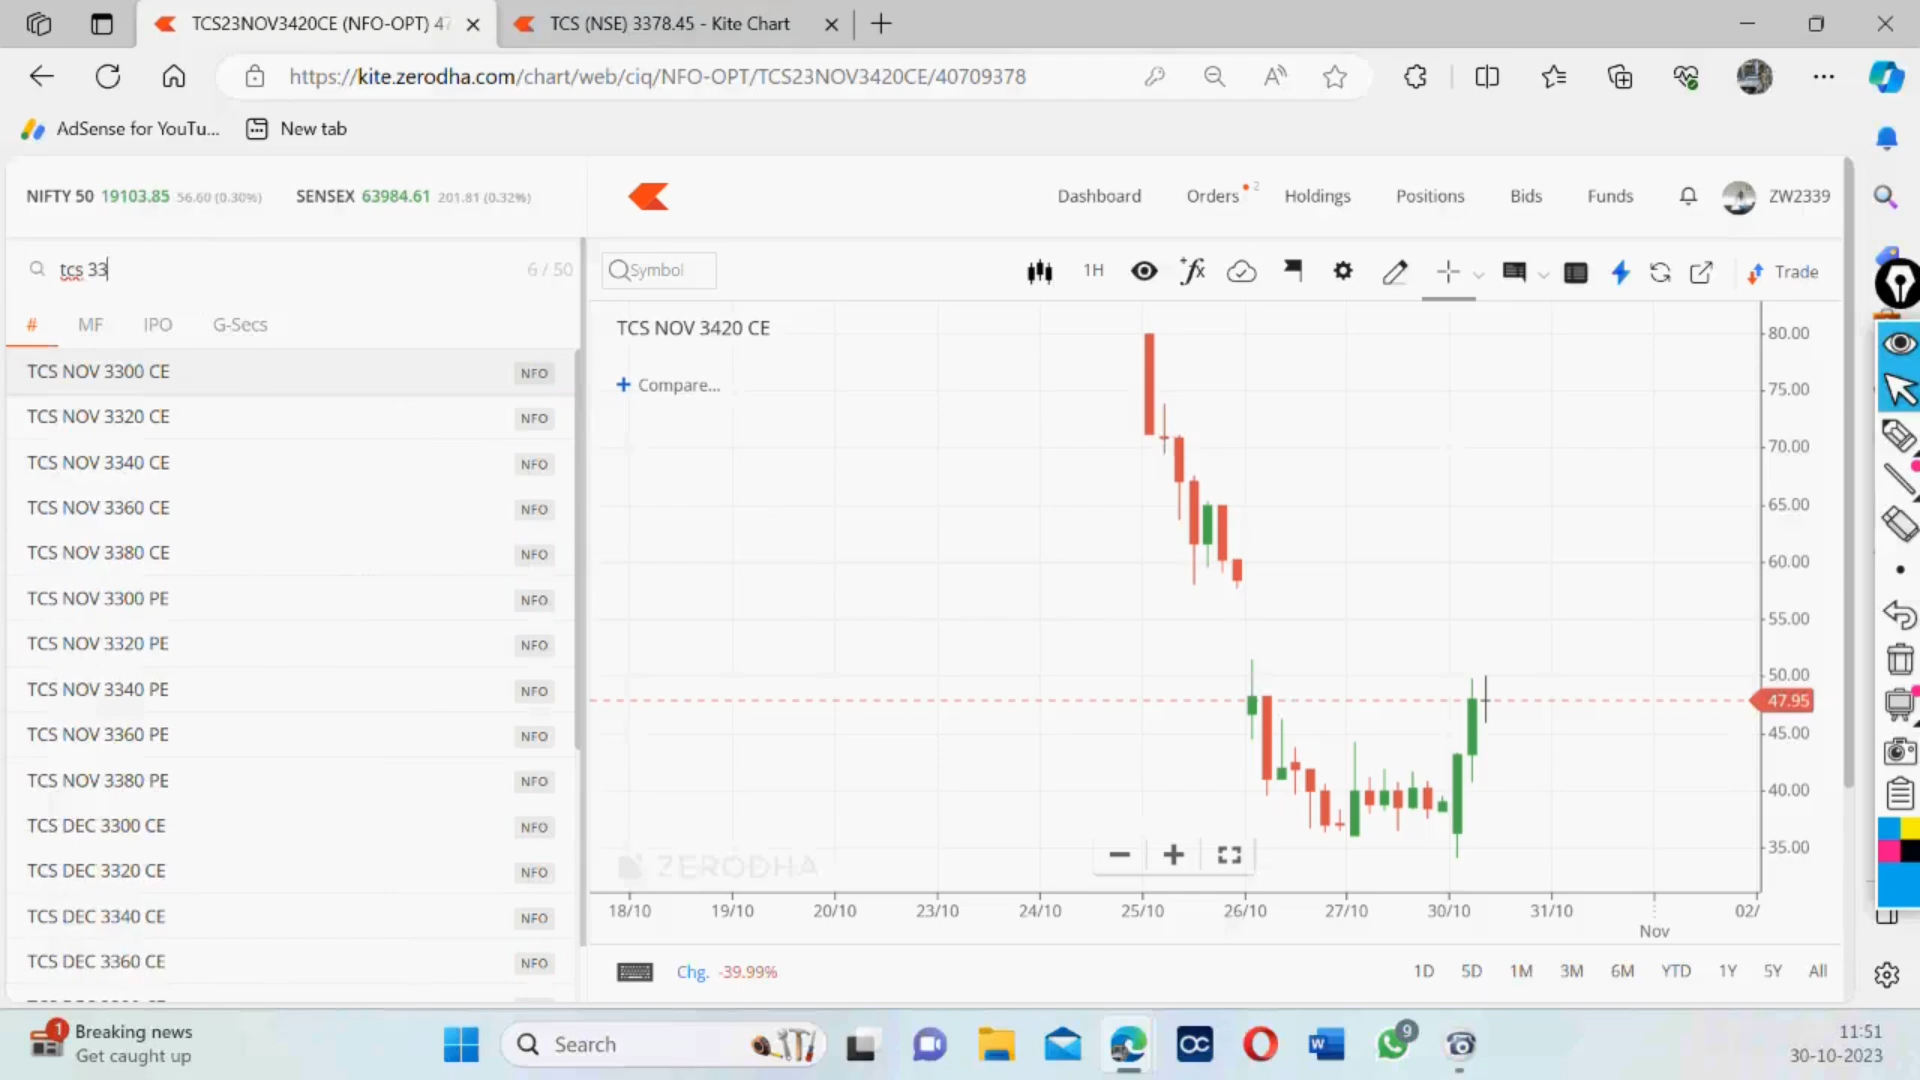 TCS23NOV3420CE (NFO-OPT) 47
TCS (NSE) 3378.45 - Kite Chart
https://kite.zerodha.com/chart/web/ciq/NFO-OPT/TCS23NOV3420CE/40709378
AdSense for YouTu...
New tab
NIFTY 50 19103.85 56.60 (0.30%)
SENSEX 63984.61 201.81 (0.32%)
Dashboard
Orders 2
Holdings
Positions
Bids
Funds
ZW2339
tcs 33
6 / 50
Symbol
1H
Trade
#
MF
IPO
G-Secs
TCS NOV 3420 CE
+ Compare...
TCS NOV 3300 CE NFO
TCS NOV 3320 CE NFO
TCS NOV 3340 CE NFO
TCS NOV 3360 CE NFO
TCS NOV 3380 CE NFO
TCS NOV 3300 PE NFO
TCS NOV 3320 PE NFO
TCS NOV 3340 PE NFO
TCS NOV 3360 PE NFO
TCS NOV 3380 PE NFO
TCS DEC 3300 CE NFO
TCS DEC 3320 CE NFO
TCS DEC 3340 CE NFO
TCS DEC 3360 CE NFO
80.00
75.00
70.00
65.00
60.00
55.00
50.00
47.95
45.00
40.00
35.00
ZERODHA
18/10 19/10 20/10 23/10 24/10 25/10 26/10 27/10 30/10 31/10 02/
Nov
Chg. -39.99%
1D 5D 1M 3M 6M YTD 1Y 5Y All
1
Breaking news
Get caught up
Search
9
11:51
30-10-2023